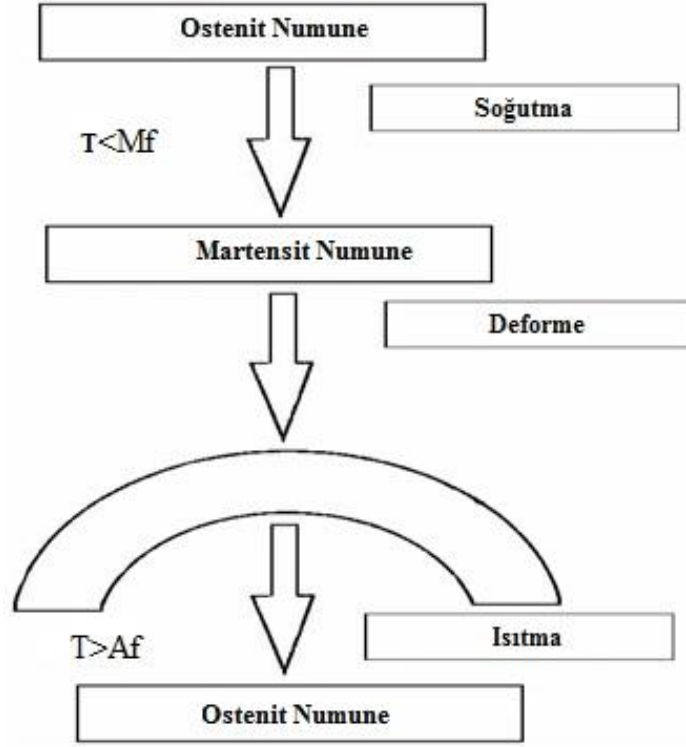 Ostenit Numune
Soğutma
T<Mf
Martensit Numune
Deforme
T>Af
Isıtma
Ostenit Numune